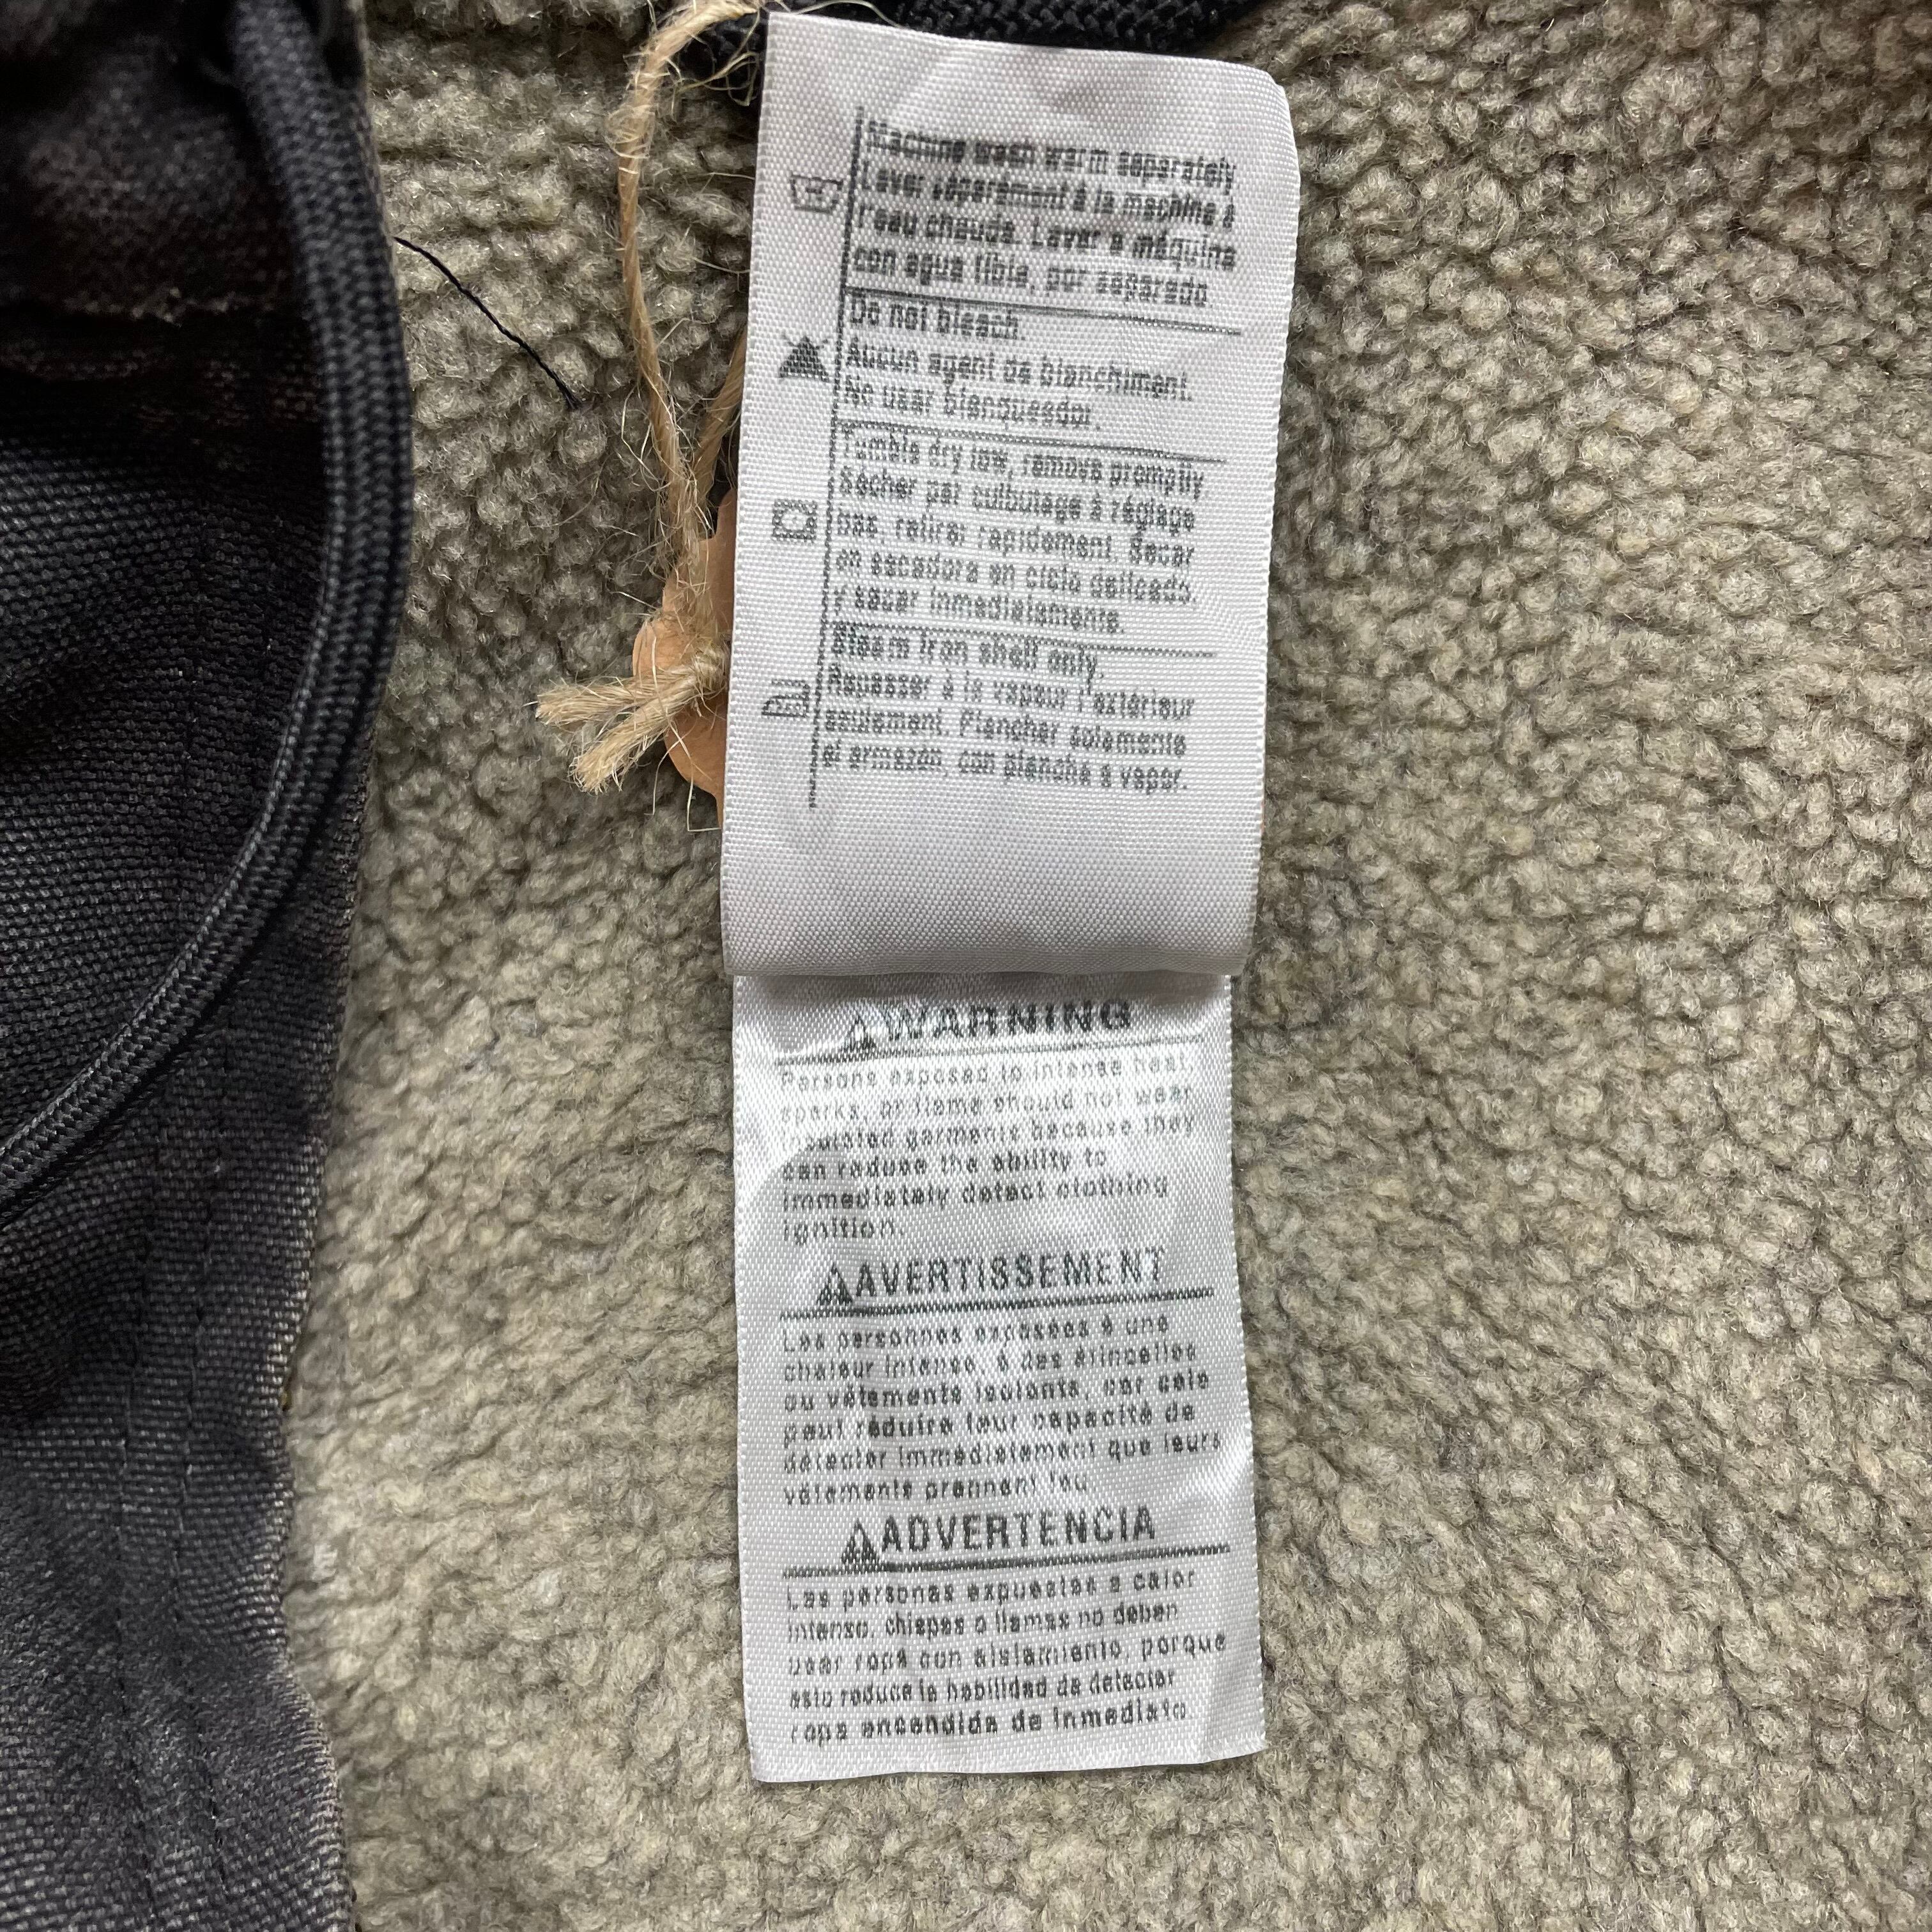 Machine wash warm separately
Laver séparément à la machine à
l'eau chaude. Lavar a máquina
con agua tibia, por separado
Do not bleach.
Aucun agent de blanchiment.
No usar blanqueador.
Tumble dry low, remove promptly
Sécher par culbutage à réglage
bas, retirer rapidement. Secar
en secadora en ciclo delicado,
y sacar inmediatamente.
Steam iron shell only.
Repasser à la vapeur l'extérieur
seulement. Planchar solamente
el armazón, con plancha a vapor.
WARNING
Persons exposed to intense heat,
sparks, or flame should not wear
insulated garments because they
can reduce the ability to
immediately detect clothing
ignition.
AVERTISSEMENT
Les personnes exposées à une
chaleur intense, à des étincelles
ou vêtements isolants, car cela
peut réduire leur capacité de
détecter immédiatement que leurs
vêtements prennent feu
ADVERTENCIA
Las personas expuestas a calor
intenso, chispas o llamas no deben
usar ropa con aislamiento, porque
esto reduce la habilidad de detectar
ropa encendida de inmediato.